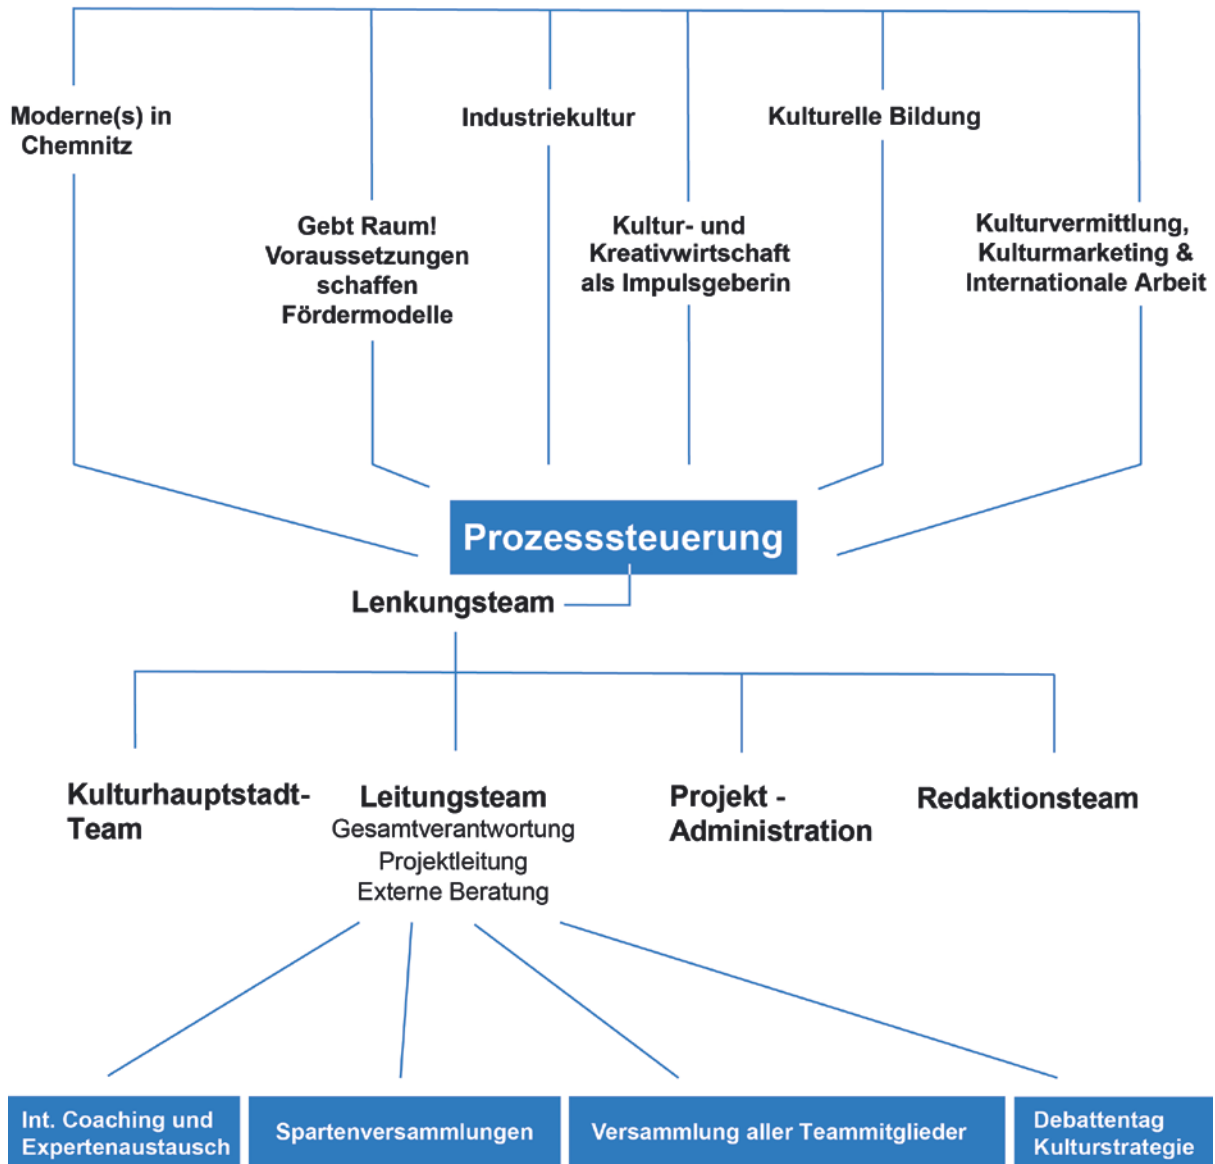 Moderne(s) in
Chemnitz
Industriekultur
Kulturelle Bildung
Gebt Raum!
Voraussetzungen
schaffen
Fördermodelle
Kultur- und
Kreativwirtschaft
als Impulsgeberin
Kulturvermittlung,
Kulturmarketing &
Internationale Arbeit
Prozesssteuerung
Lenkungsteam
Kulturhauptstadt-
Team
Leitungsteam
Gesamtverantwortung
Projektleitung
Externe Beratung
Projekt -
Administration
Redaktionsteam
Int. Coaching und
Expertenaustausch
Spartenversammlungen
Versammlung aller Teammitglieder
Debattentag
Kulturstrategie